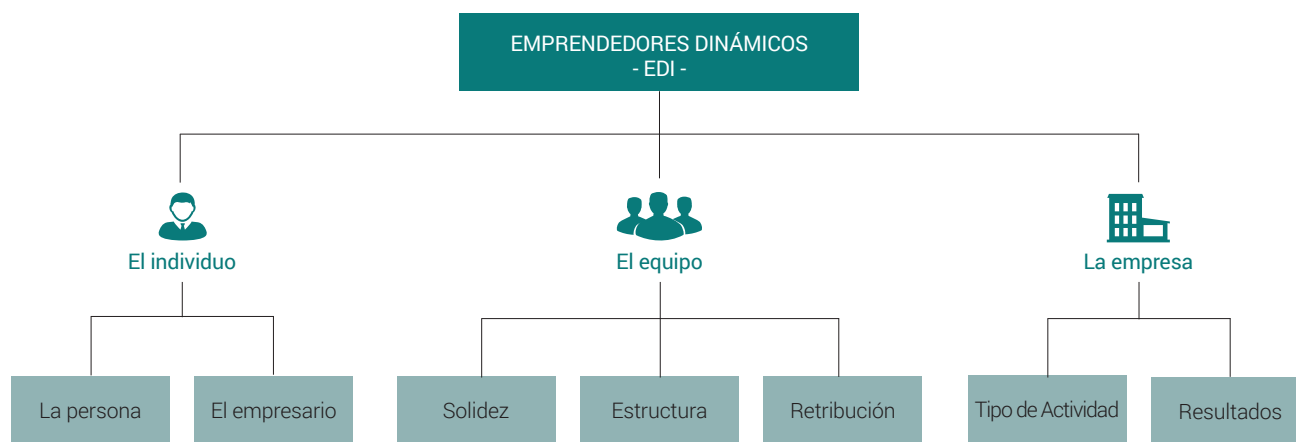 EMPRENDEDORES DINÁMICOS
- EDI -
El individuo
El equipo
La empresa
La persona
El empresario
Solidez
Estructura
Retribución
Tipo de Actividad
Resultados